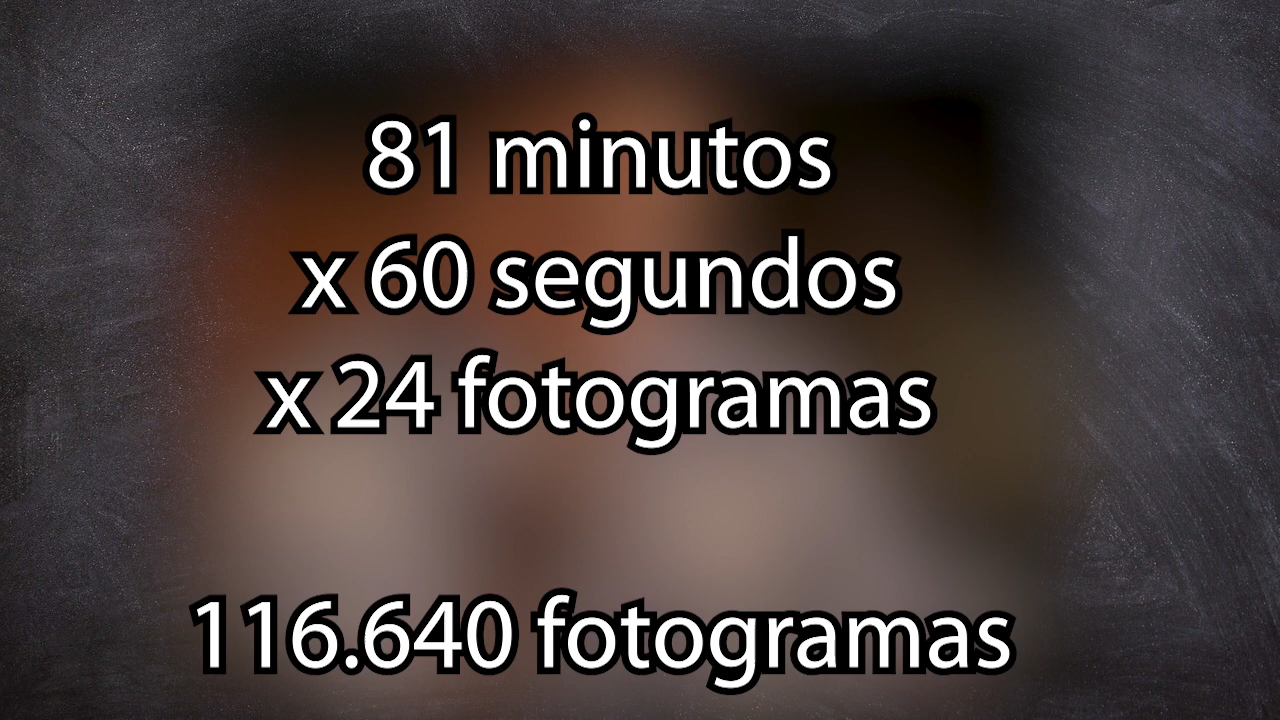 81 minutos
x 60 segundos
x 24 fotogramas
116.640 fotogramas